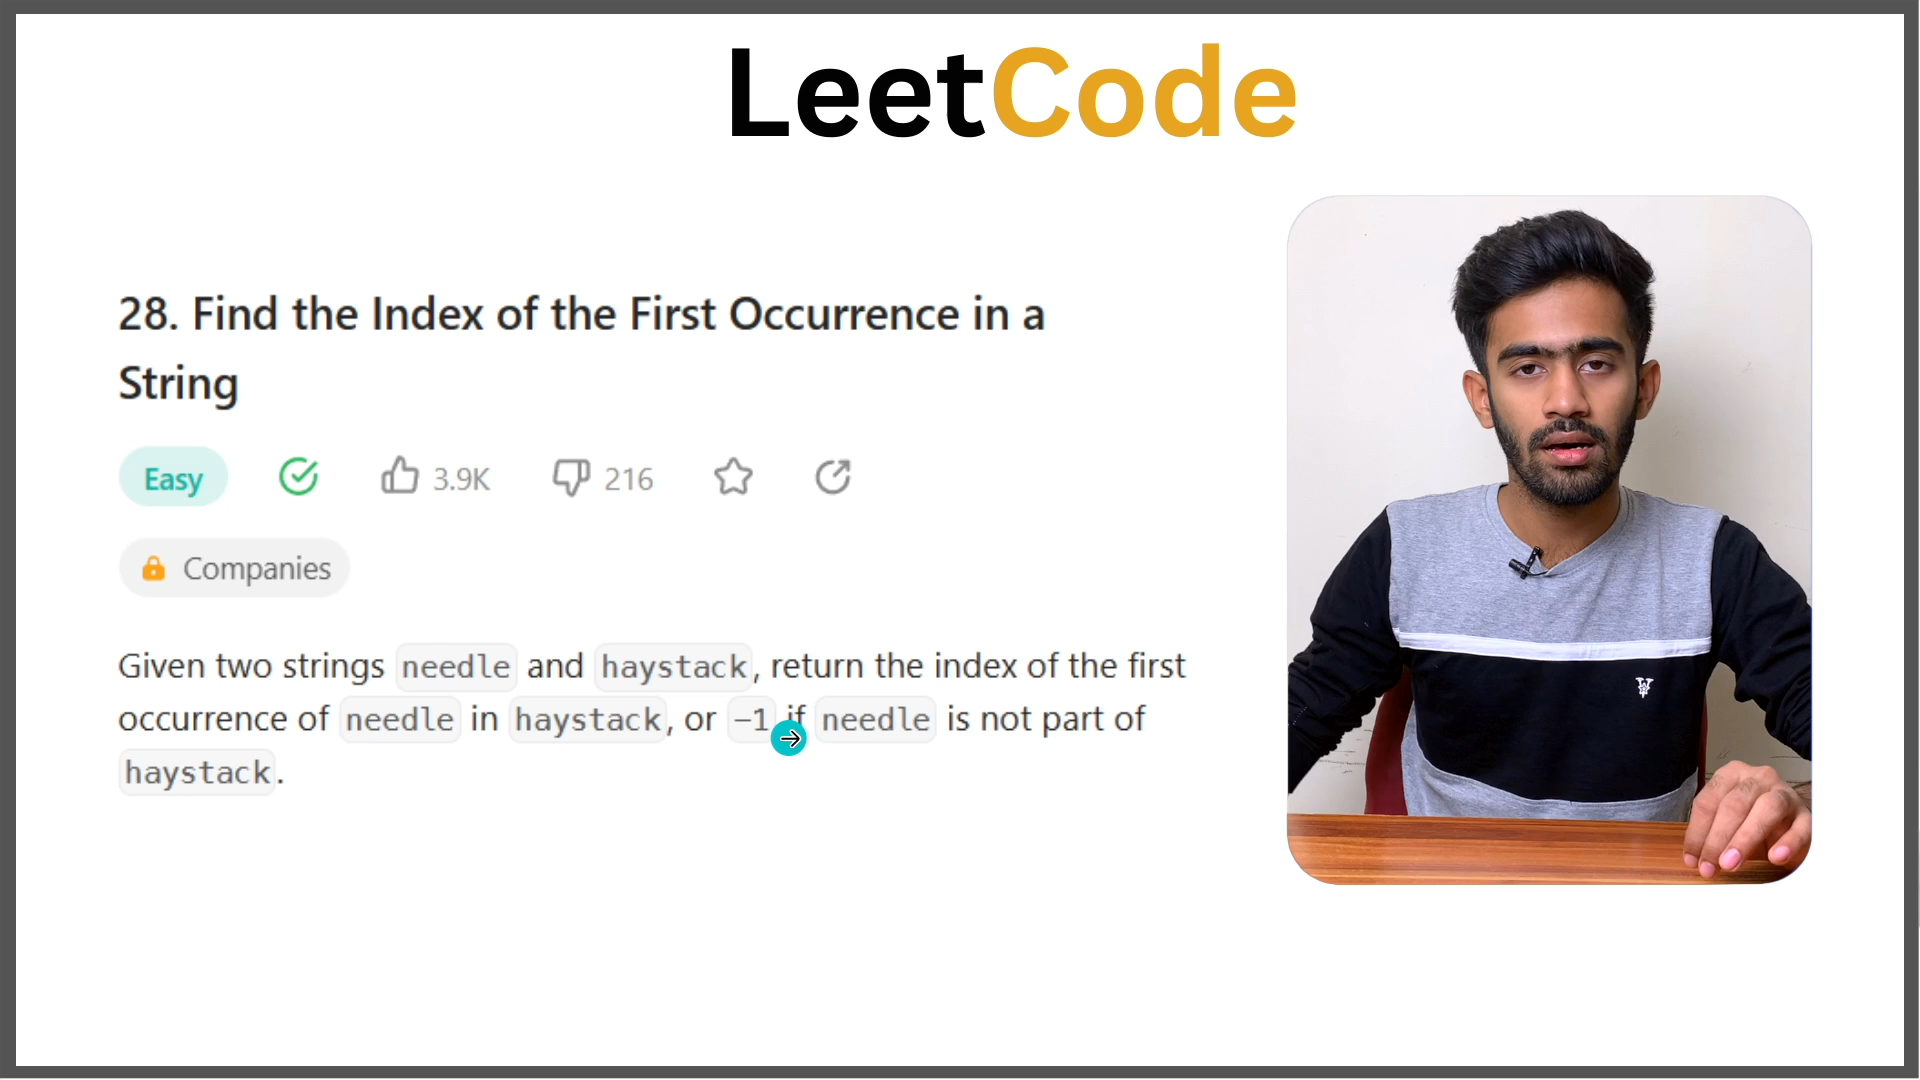 LeetCode
28. Find the Index of the First Occurrence in a
String
Easy 3.9K 216
Companies
Given two strings needle and haystack, return the index of the first
occurrence of needle in haystack, or -1 if needle is not part of
haystack.